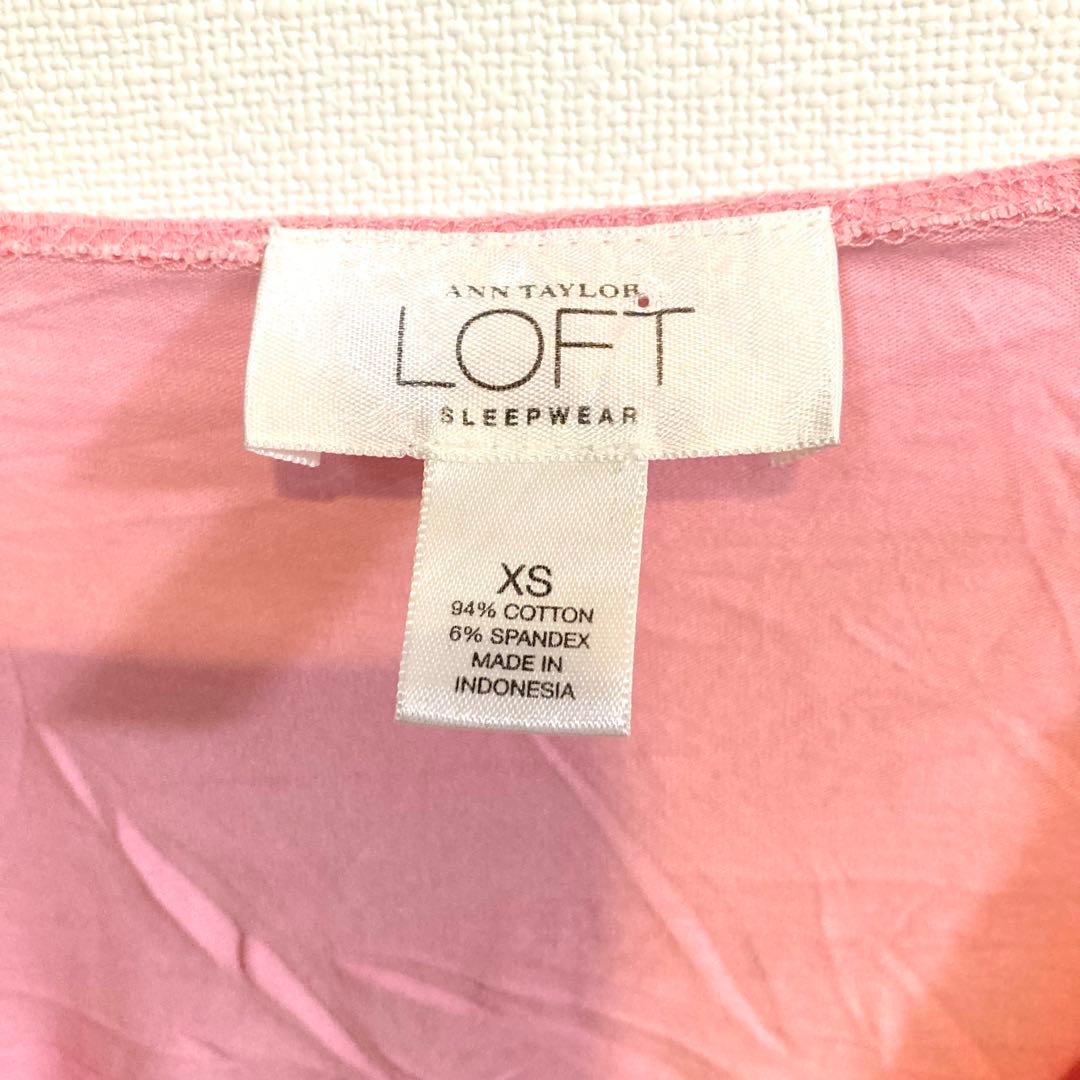 ANN TAYLOR
LOFT
SLEEPWEAR
XS
94% COTTON
6% SPANDEX
MADE IN
INDONESIA